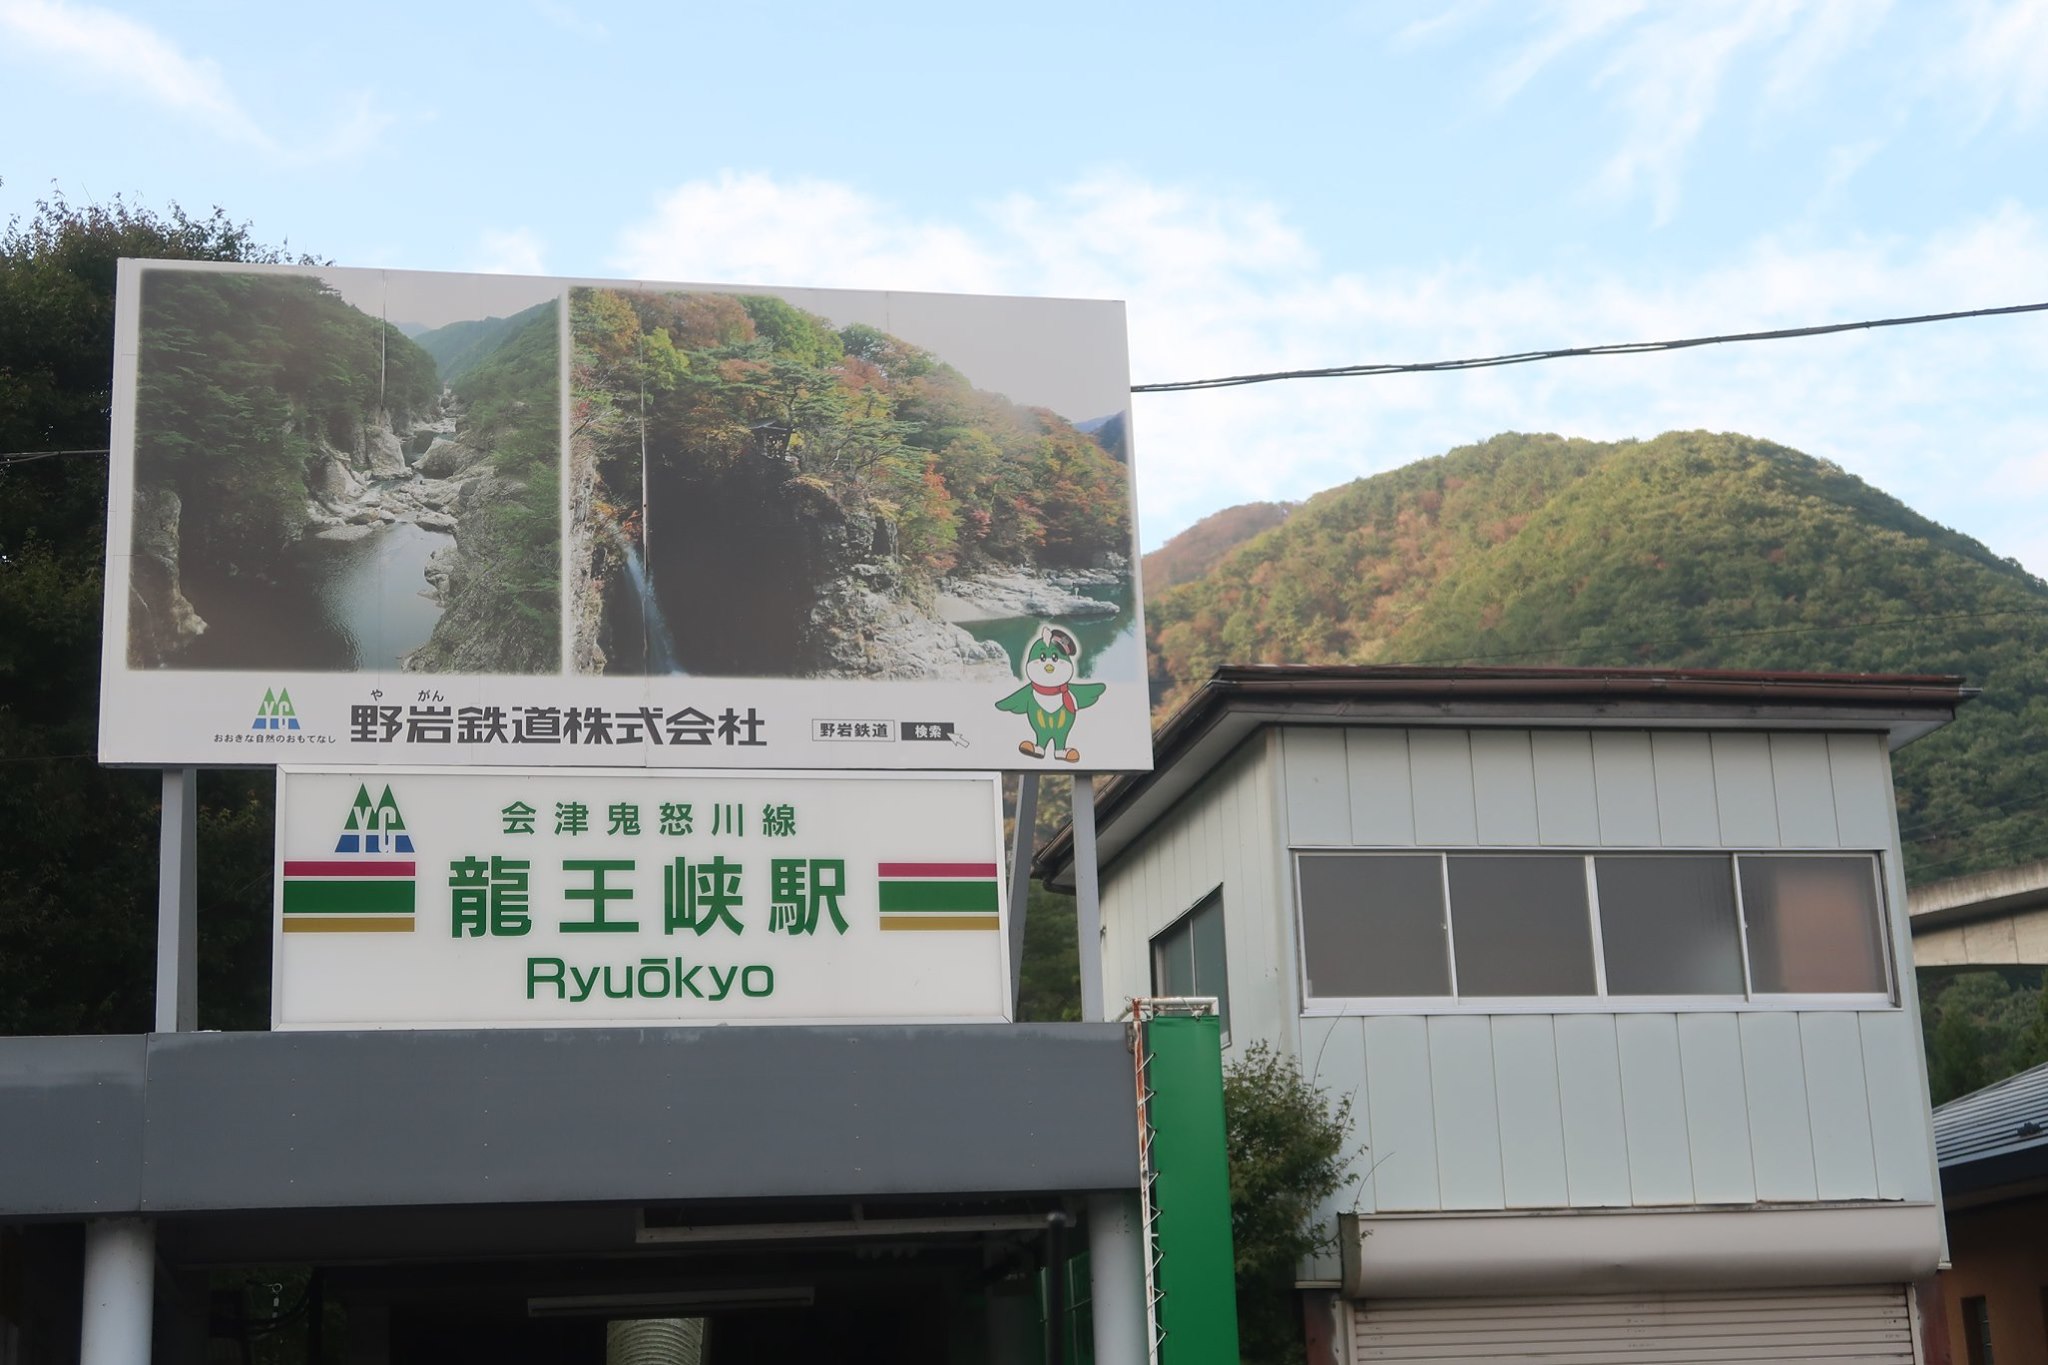 や がん
YG
野岩鉄道株式会社
おおきな自然のおもてなし
野岩鉄道 検索
YG
会津鬼怒川線
龍王峡駅
Ryuōkyo